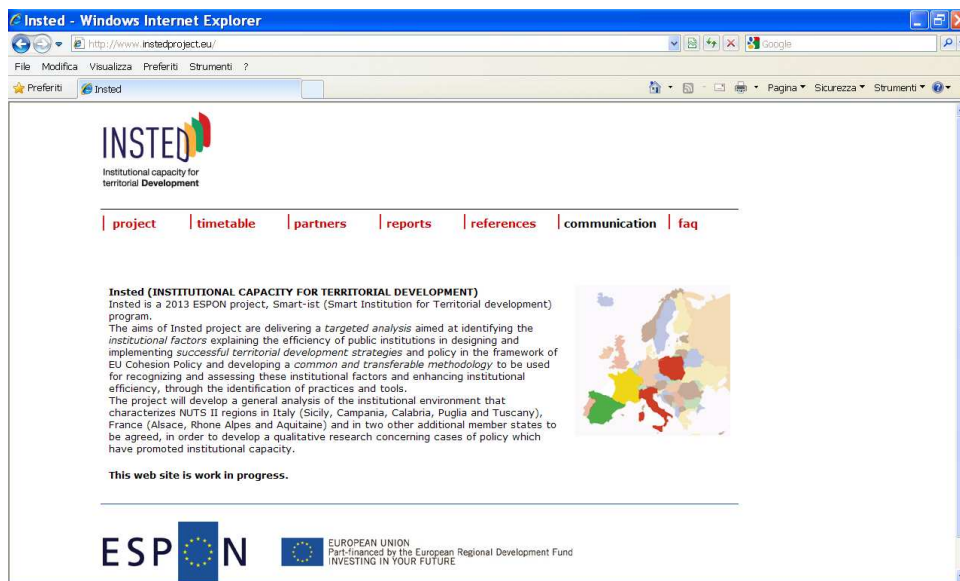 Insted - Windows Internet Explorer
http://www.instedproject.eu/
Google
File Modifica Visualizza Preferiti Strumenti ?
Preferiti Insted Pagina Sicurezza Strumenti
INSTED
Institutional capacity for
territorial Development
project timetable partners reports references communication faq
Insted (INSTITUTIONAL CAPACITY FOR TERRITORIAL DEVELOPMENT)
Insted is a 2013 ESPON project, Smart-ist (Smart Institution for Territorial development)
program.
The aims of Insted project are delivering a targeted analysis aimed at identifying the
institutional factors explaining the efficiency of public institutions in designing and
implementing successful territorial development strategies and policy in the framework of
EU Cohesion Policy and developing a common and transferable methodology to be used
for recognizing and assessing these institutional factors and enhancing institutional
efficiency, through the identification of practices and tools.
The project will develop a general analysis of the institutional environment that
characterizes NUTS II regions in Italy (Sicily, Campania, Calabria, Puglia and Tuscany),
France (Alsace, Rhone Alpes and Aquitaine) and in two other additional member states to
be agreed, in order to develop a qualitative research concerning cases of policy which
have promoted institutional capacity.
This web site is work in progress.
ESPON
EUROPEAN UNION
Part-financed by the European Regional Development Fund
INVESTING IN YOUR FUTURE